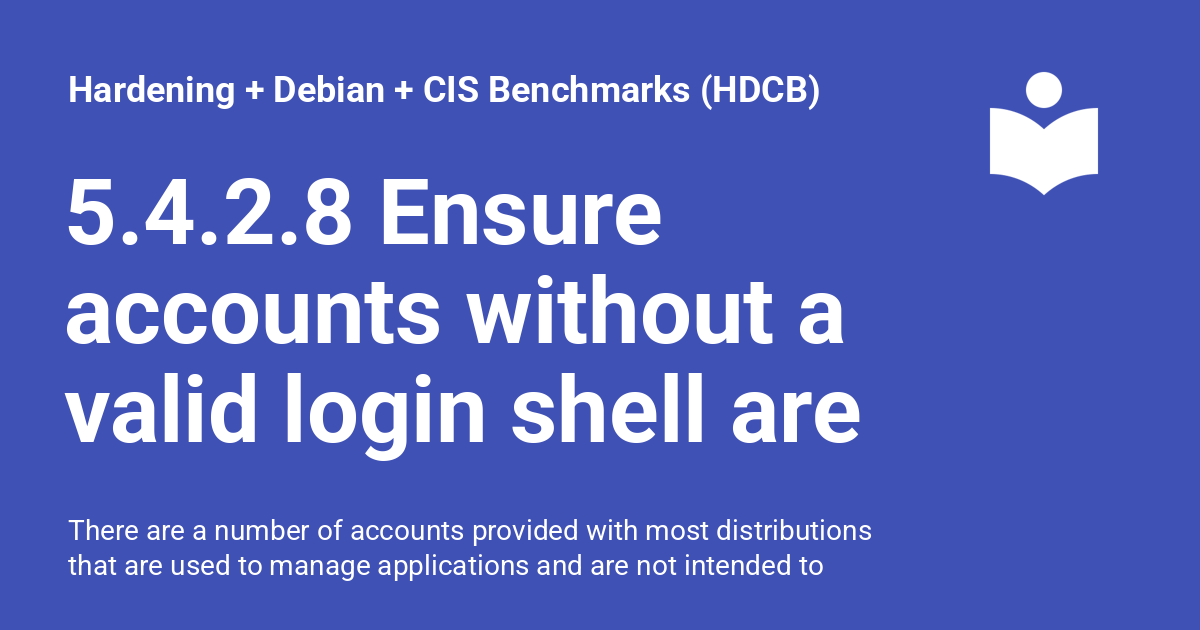 Hardening + Debian + CIS Benchmarks (HDCB)
5.4.2.8 Ensure
accounts without a
valid login shell are
There are a number of accounts provided with most distributions
that are used to manage applications and are not intended to